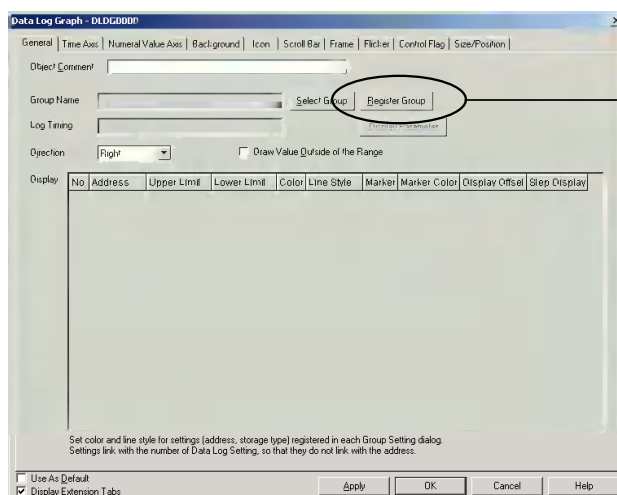 Data Log Graph - DLDG0000
General Time Axis Numeral Value Axis Background Icon Scroll Bar Frame Flicker Control Flag Size/Position
Object Comment
Group Name Select Group Register Group
Log Timing Display Parameter
Direction Right Draw Value Outside of the Range
Display No Address Upper Limit Lower Limit Color Line Style Marker Marker Color Display Offset Step Display
Set color and line style for settings (address, storage type) registered in each Group Setting dialog.
Settings link with the number of Data Log Setting, so that they do not link with the address.
Use As Default
Display Extension Tabs Apply OK Cancel Help